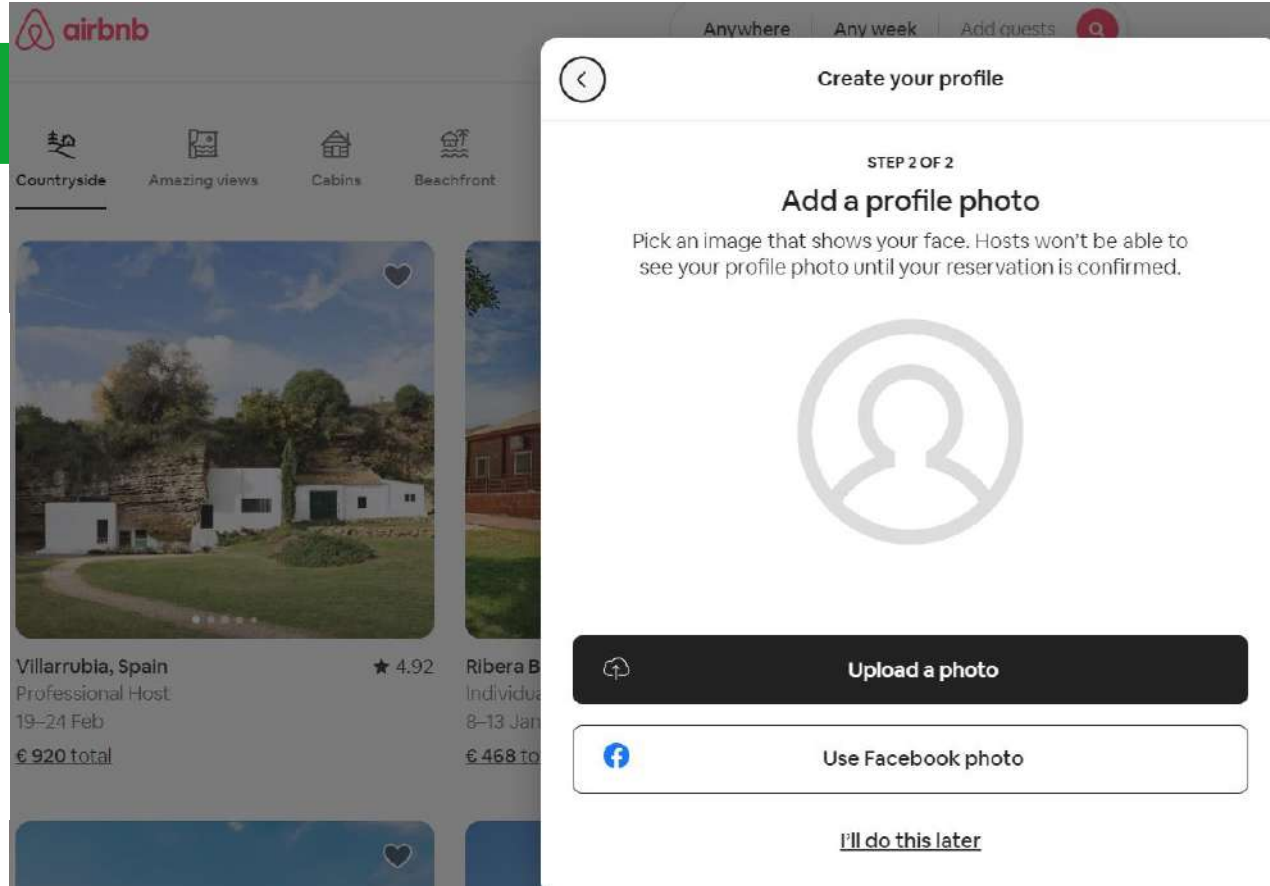 airbnb
Anywhere
Any week
Add guests
Countryside
Amazing views
Cabins
Beachfront
Villarrubia, Spain
4.92
Professional Host
19–24 Feb
€ 920 total
Ribera B
Individua
8–13 Jan
€ 468 to
Create your profile
STEP 2 OF 2
Add a profile photo
Pick an image that shows your face. Hosts won't be able to
see your profile photo until your reservation is confirmed.
Upload a photo
Use Facebook photo
I'll do this later